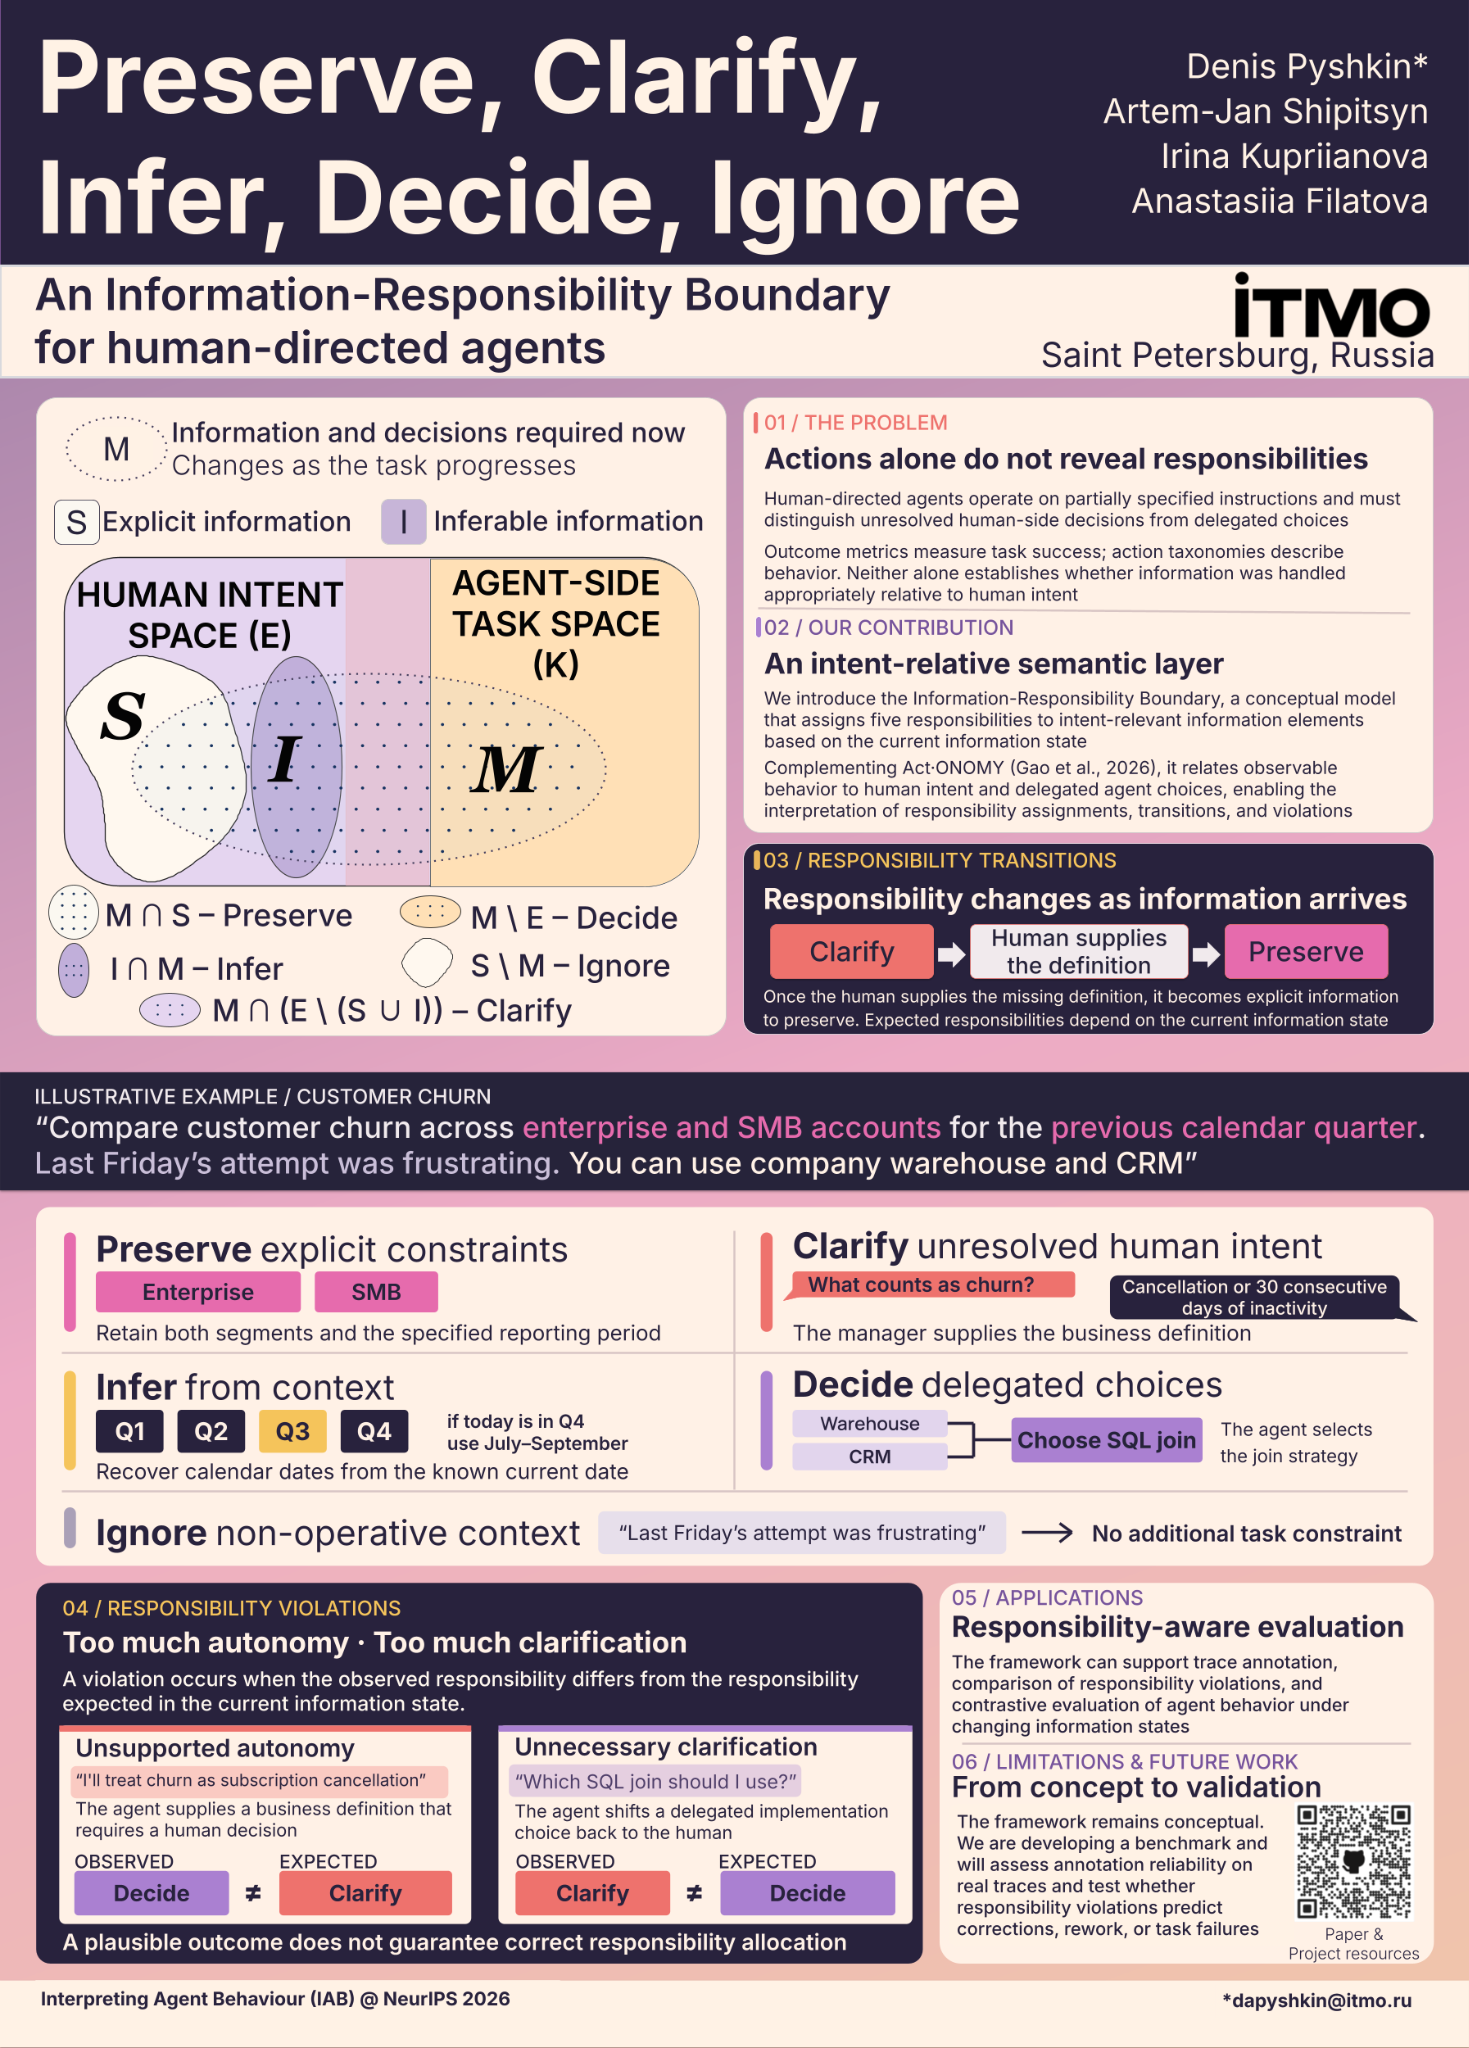 Preserve, Clarify,
Infer, Decide, Ignore
Denis Pyshkin*
Artem-Jan Shipitsyn
Irina Kupriianova
Anastasiia Filatova
An Information-Responsibility Boundary
for human-directed agents
iTMO
Saint Petersburg, Russia
M
Information and decisions required now
Changes as the task progresses
S Explicit information
I Inferable information
HUMAN INTENT
SPACE (E)
AGENT-SIDE
TASK SPACE
(K)
S
I
M
M ∩ S – Preserve
M \ E – Decide
I ∩ M – Infer
S \ M – Ignore
M ∩ (E \ (S ∪ I)) – Clarify
01 / THE PROBLEM
Actions alone do not reveal responsibilities
Human-directed agents operate on partially specified instructions and must
distinguish unresolved human-side decisions from delegated choices
Outcome metrics measure task success; action taxonomies describe
behavior. Neither alone establishes whether information was handled
appropriately relative to human intent
02 / OUR CONTRIBUTION
An intent-relative semantic layer
We introduce the Information-Responsibility Boundary, a conceptual model
that assigns five responsibilities to intent-relevant information elements
based on the current information state
Complementing Act·ONOMY (Gao et al., 2026), it relates observable
behavior to human intent and delegated agent choices, enabling the
interpretation of responsibility assignments, transitions, and violations
03 / RESPONSIBILITY TRANSITIONS
Responsibility changes as information arrives
Clarify
Human supplies
the definition
Preserve
Once the human supplies the missing definition, it becomes explicit information
to preserve. Expected responsibilities depend on the current information state
ILLUSTRATIVE EXAMPLE / CUSTOMER CHURN
“Compare customer churn across enterprise and SMB accounts for the previous calendar quarter.
Last Friday’s attempt was frustrating. You can use company warehouse and CRM”
Preserve explicit constraints
Enterprise
SMB
Retain both segments and the specified reporting period
Clarify unresolved human intent
What counts as churn?
Cancellation or 30 consecutive
days of inactivity
The manager supplies the business definition
Infer from context
Q1
Q2
Q3
Q4
if today is in Q4
use July–September
Recover calendar dates from the known current date
Decide delegated choices
Warehouse
CRM
Choose SQL join
The agent selects
the join strategy
Ignore non-operative context
“Last Friday’s attempt was frustrating”
No additional task constraint
04 / RESPONSIBILITY VIOLATIONS
Too much autonomy · Too much clarification
A violation occurs when the observed responsibility differs from the responsibility
expected in the current information state.
Unsupported autonomy
“I'll treat churn as subscription cancellation”
The agent supplies a business definition that
requires a human decision
OBSERVED
EXPECTED
Decide
≠
Clarify
Unnecessary clarification
“Which SQL join should I use?”
The agent shifts a delegated implementation
choice back to the human
OBSERVED
EXPECTED
Clarify
≠
Decide
A plausible outcome does not guarantee correct responsibility allocation
05 / APPLICATIONS
Responsibility-aware evaluation
The framework can support trace annotation,
comparison of responsibility violations, and
contrastive evaluation of agent behavior under
changing information states
06 / LIMITATIONS & FUTURE WORK
From concept to validation
The framework remains conceptual.
We are developing a benchmark and
will assess annotation reliability on
real traces and test whether
responsibility violations predict
corrections, rework, or task failures
Paper &
Project resources
Interpreting Agent Behaviour (IAB) @ NeurIPS 2026
*dapyshkin@itmo.ru